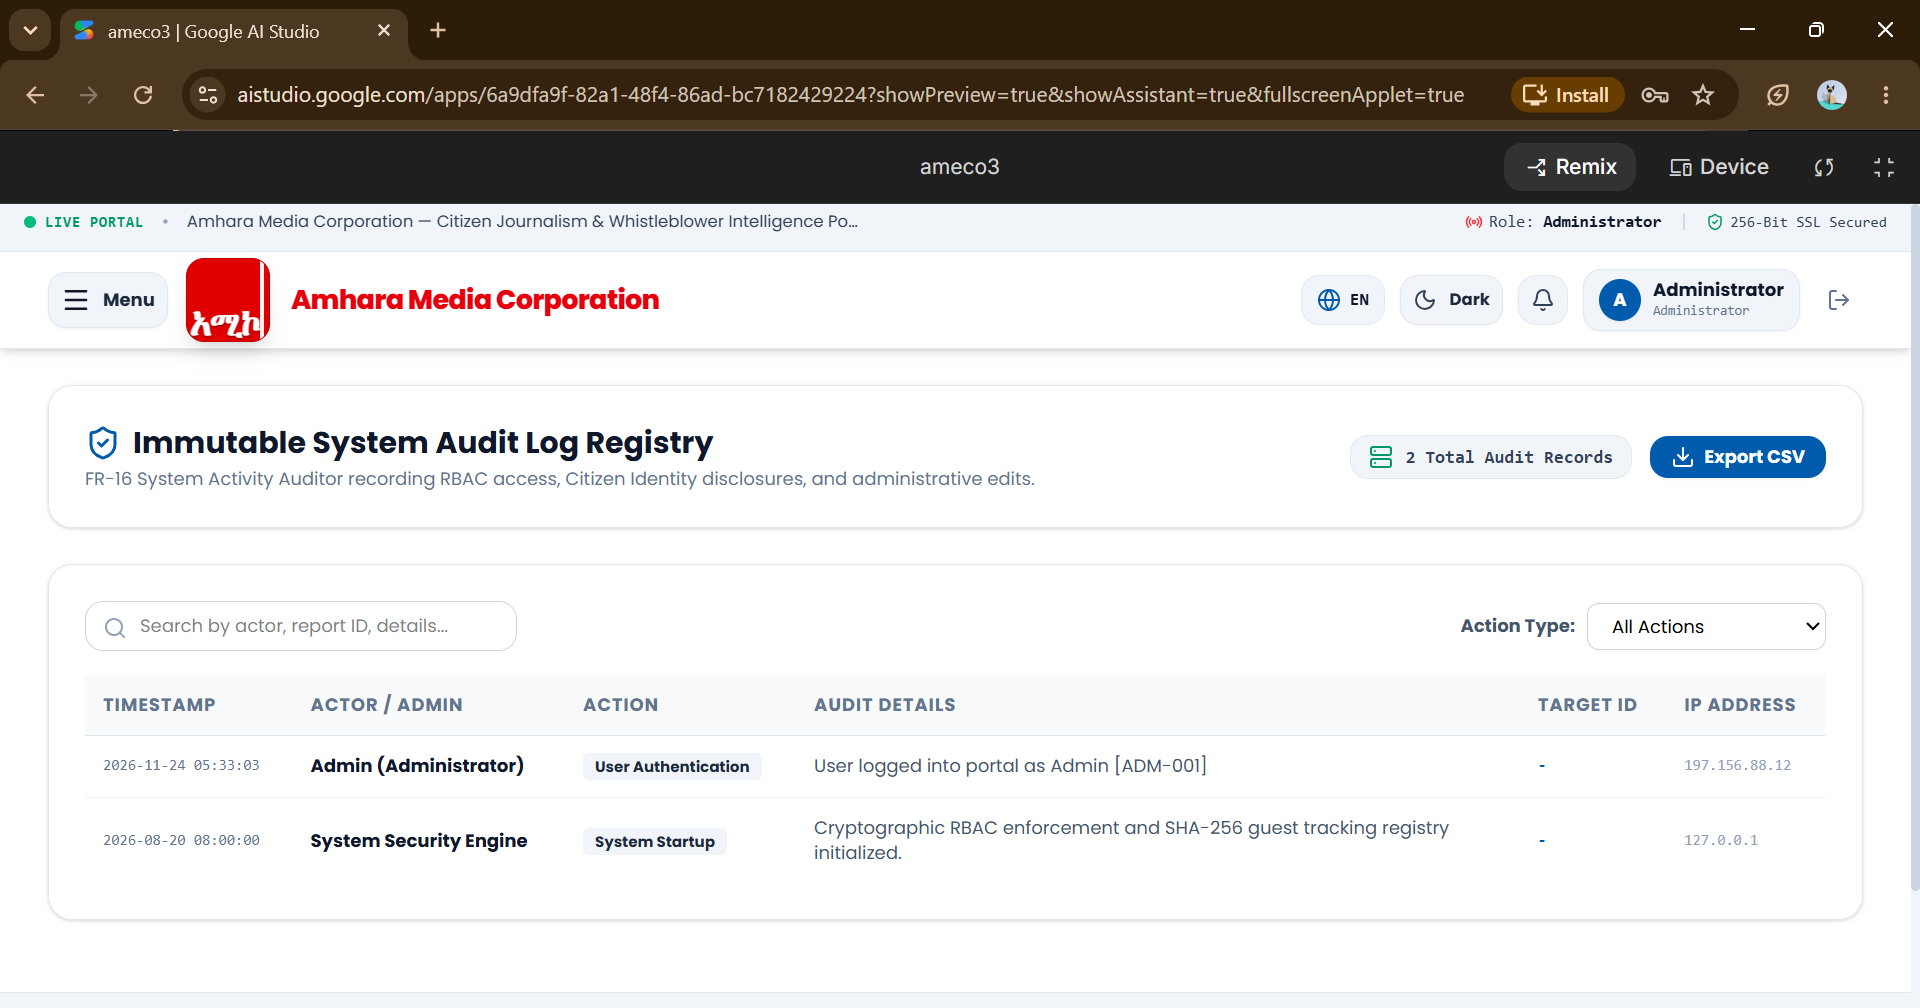 ameco3 | Google AI Studio
aistudio.google.com/apps/6a9dfa9f-82a1-48f4-86ad-bc7182429224?showPreview=true&showAssistant=true&fullscreenApplet=true
Install
ameco3
Remix
Device
LIVE PORTAL • Amhara Media Corporation — Citizen Journalism & Whistleblower Intelligence Po...
Role: Administrator
256-Bit SSL Secured
Menu
አሚኮ
Amhara Media Corporation
EN
Dark
A
Administrator
Administrator
Immutable System Audit Log Registry
FR-16 System Activity Auditor recording RBAC access, Citizen Identity disclosures, and administrative edits.
2 Total Audit Records
Export CSV
Search by actor, report ID, details...
Action Type: All Actions
TIMESTAMP ACTOR / ADMIN ACTION AUDIT DETAILS TARGET ID IP ADDRESS
2026-11-24 05:33:03 Admin (Administrator) User Authentication User logged into portal as Admin [ADM-001] - 197.156.88.12
2026-08-20 08:00:00 System Security Engine System Startup Cryptographic RBAC enforcement and SHA-256 guest tracking registry initialized. - 127.0.0.1